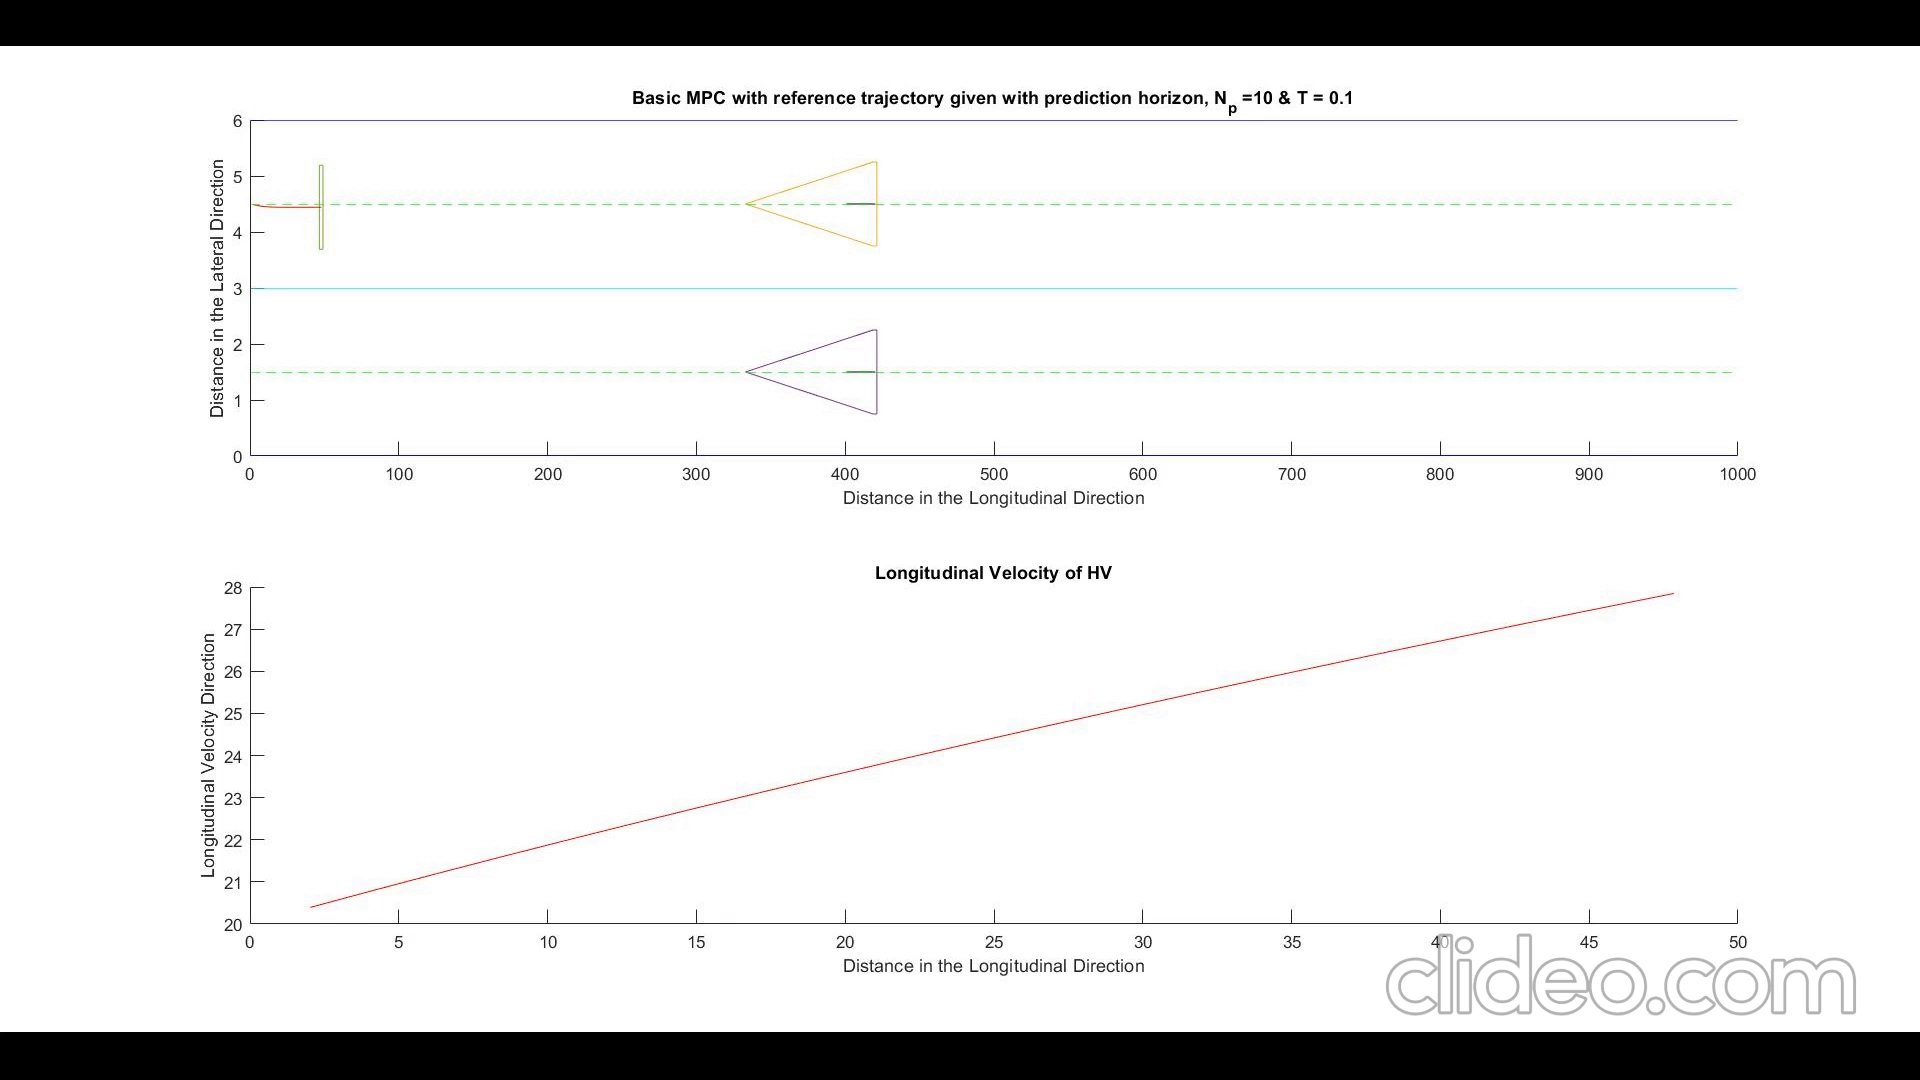 Basic MPC with reference trajectory given with prediction horizon, N_p =10 & T = 0.1
6
5
4
3
2
1
0
Distance in the Lateral Direction
0 100 200 300 400 500 600 700 800 900 1000
Distance in the Longitudinal Direction
Longitudinal Velocity of HV
28
27
26
25
24
23
22
21
20
Longitudinal Velocity Direction
0 5 10 15 20 25 30 35 40 45 50
Distance in the Longitudinal Direction
clideo.com